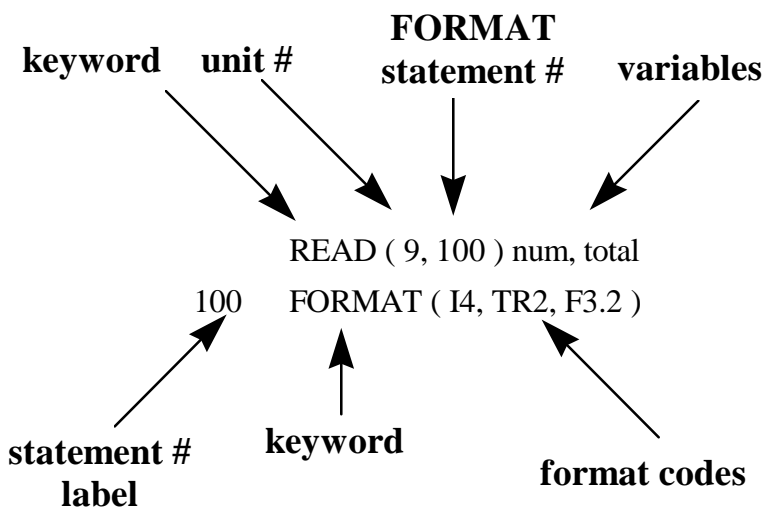 FORMAT
keyword unit # statement # variables
READ ( 9, 100 ) num, total
100 FORMAT ( I4, TR2, F3.2 )
statement #
label
keyword
format codes